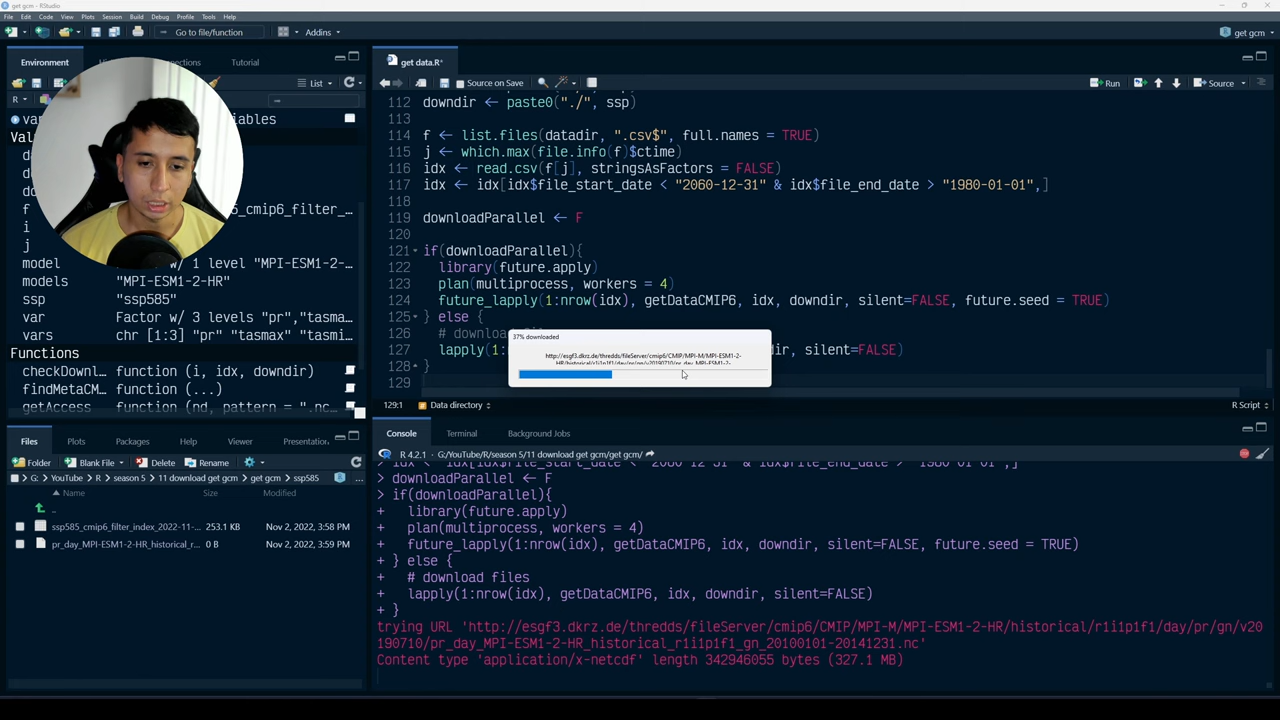 get gcm - RStudio
File Edit Code View Plots Session Build Debug Profile Tools Help
Go to file/function
Addins
get gcm
Environment
Tutorial
List
R
Functions
model
Factor w/ 1 level "MPI-ESM1-2-…
models
"MPI-ESM1-2-HR"
ssp
"ssp585"
var
Factor w/ 3 levels "pr","tasma…
vars
chr [1:3] "pr" "tasmax" "tasmi…
checkDownl…
function (i, idx, downdir)
findMetaCM…
function (...)
getAccess
function (nd, pattern = ".nc…
Files Plots Packages Help Viewer Presentation
Folder Blank File Delete Rename
G: YouTube R season 5 11 download get gcm get gcm ssp585
Name Size Modified
..
ssp585_cmip6_filter_index_2022-11-... 253.1 KB Nov 2, 2022, 3:58 PM
pr_day_MPI-ESM1-2-HR_historical_r... 0 B Nov 2, 2022, 3:59 PM
get data.R*
Source on Save
Run
Source
112 downdir <- paste0("./", ssp)
113
114 f <- list.files(datadir, ".csv$", full.names = TRUE)
115 j <- which.max(file.info(f)$ctime)
116 idx <- read.csv(f[j], stringsAsFactors = FALSE)
117 idx <- idx[idx$file_start_date < "2060-12-31" & idx$file_end_date > "1980-01-01",]
118
119 downloadParallel <- F
120
121 if(downloadParallel){
122 library(future.apply)
123 plan(multiprocess, workers = 4)
124 future_lapply(1:nrow(idx), getDataCMIP6, idx, downdir, silent=FALSE, future.seed = TRUE)
125 } else {
126 # downl
127 lapply(1: dir, silent=FALSE)
128 }
129
37% downloaded
http://esgf3.dkrz.de/thredds/fileServer/cmip6/CMIP/MPI-M/MPI-ESM1-2-
HR/historical/r1i1p1f1/day/pr/gn/v20190710/pr_day_MPI-ESM1-2-
129:1 Data directory R Script
Console Terminal Background Jobs
R 4.2.1 · G:/YouTube/R/season 5/11 download get gcm/get gcm/
> idx <- idx[idx$file_start_date < "2060-12-31" & idx$file_end_date > "1980-01-01",]
> downloadParallel <- F
> if(downloadParallel){
+ library(future.apply)
+ plan(multiprocess, workers = 4)
+ future_lapply(1:nrow(idx), getDataCMIP6, idx, downdir, silent=FALSE, future.seed = TRUE)
+ } else {
+ # download files
+ lapply(1:nrow(idx), getDataCMIP6, idx, downdir, silent=FALSE)
+ }
trying URL 'http://esgf3.dkrz.de/thredds/fileServer/cmip6/CMIP/MPI-M/MPI-ESM1-2-HR/historical/r1i1p1f1/day/pr/gn/v20
190710/pr_day_MPI-ESM1-2-HR_historical_r1i1p1f1_gn_20100101-20141231.nc'
Content type 'application/x-netcdf' length 342946055 bytes (327.1 MB)